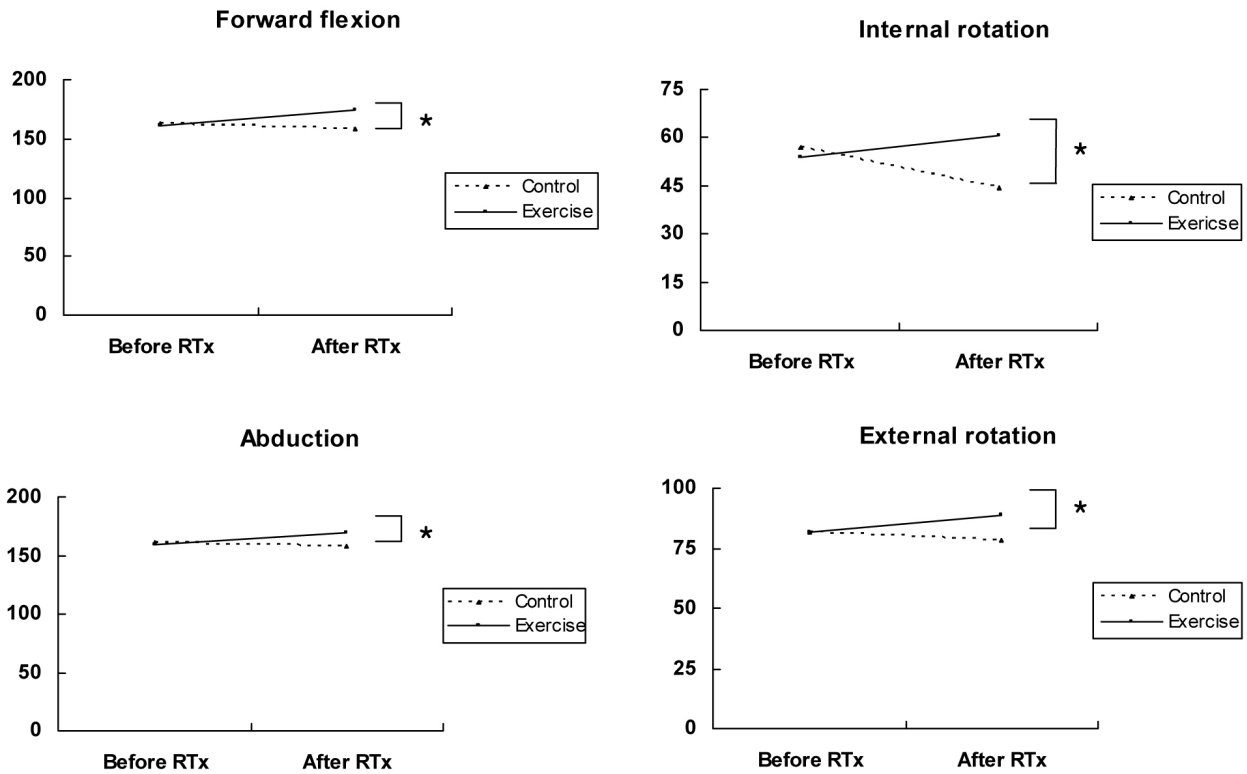 Forward flexion
200
150
100
50
0
Before RTx After RTx
*
Control
Exercise
Internal rotation
75
60
45
30
15
0
Before RTx After RTx
*
Control
Exericse
Abduction
200
150
100
50
0
Before RTx After RTx
*
Control
Exercise
External rotation
100
75
50
25
0
Before RTx After RTx
*
Control
Exercise